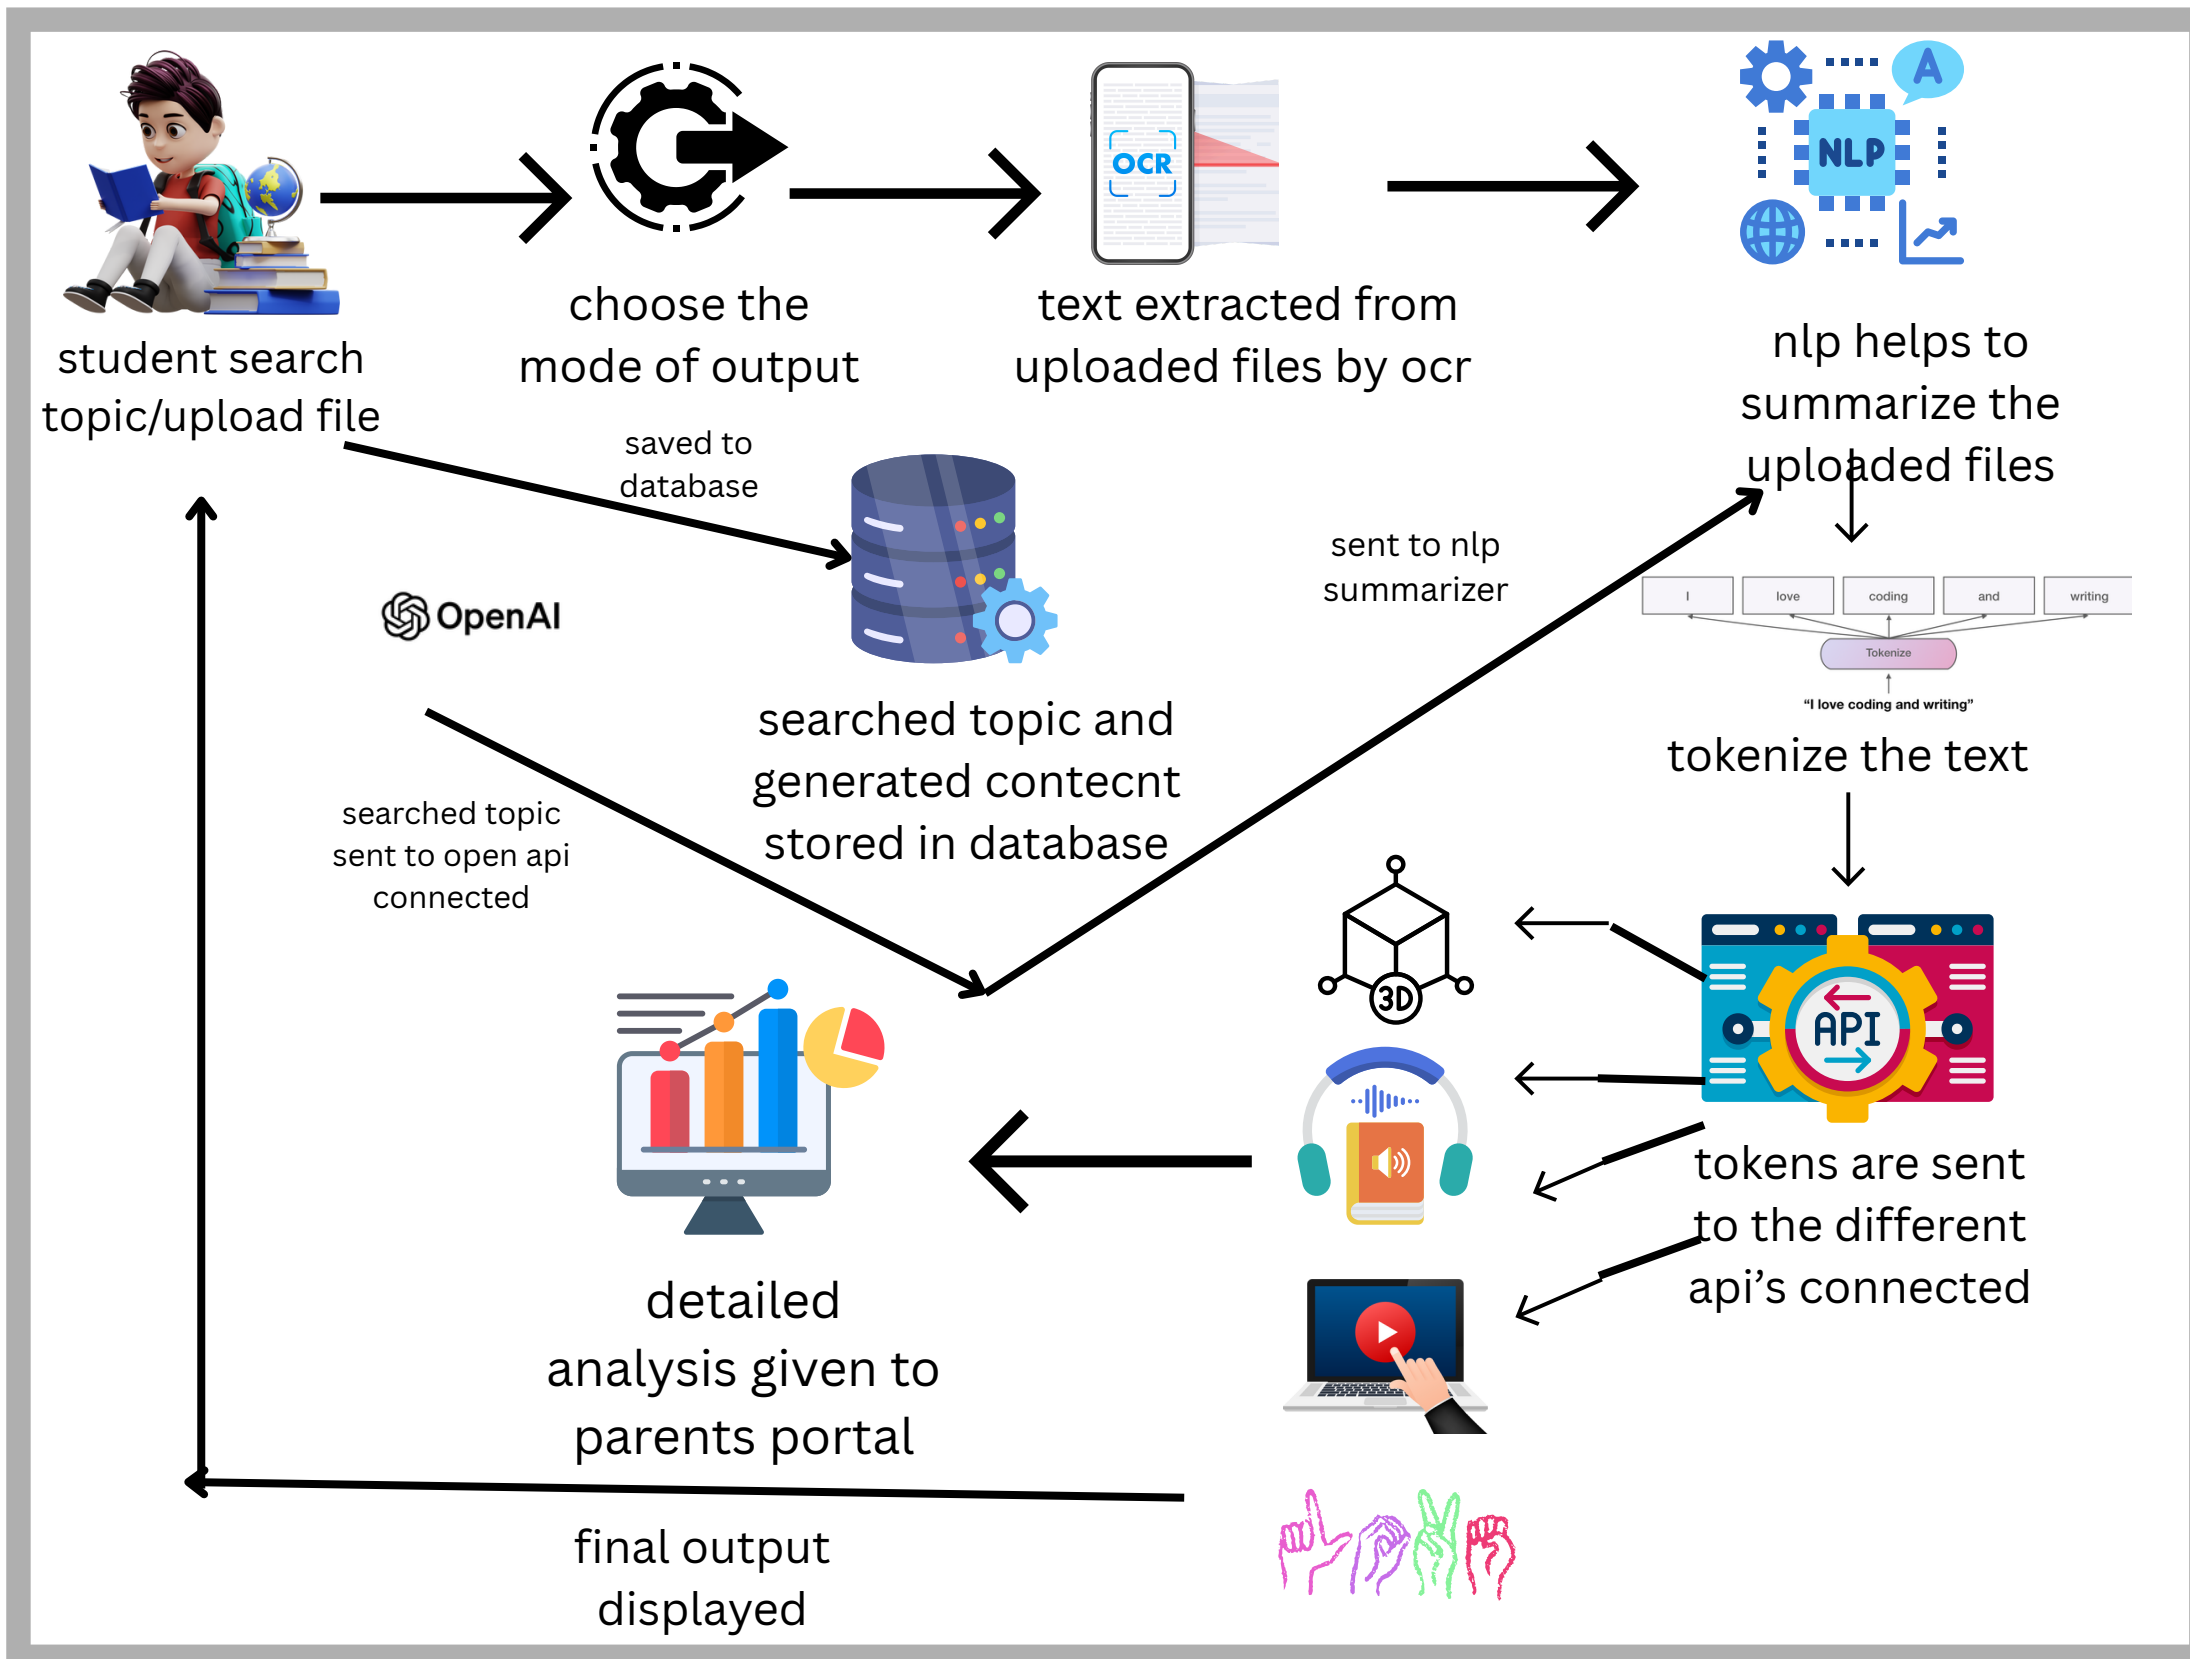 OCR
A
NLP
student search
topic/upload file
choose the
mode of output
text extracted from
uploaded files by ocr
nlp helps to
summarize the
uploaded files
saved to
database
OpenAI
searched topic and
generated contecnt
stored in database
sent to nlp
summarizer
I
love
coding
and
writing
Tokenize
“I love coding and writing”
tokenize the text
searched topic
sent to open api
connected
3D
API
tokens are sent
to the different
api’s connected
detailed
analysis given to
parents portal
final output
displayed